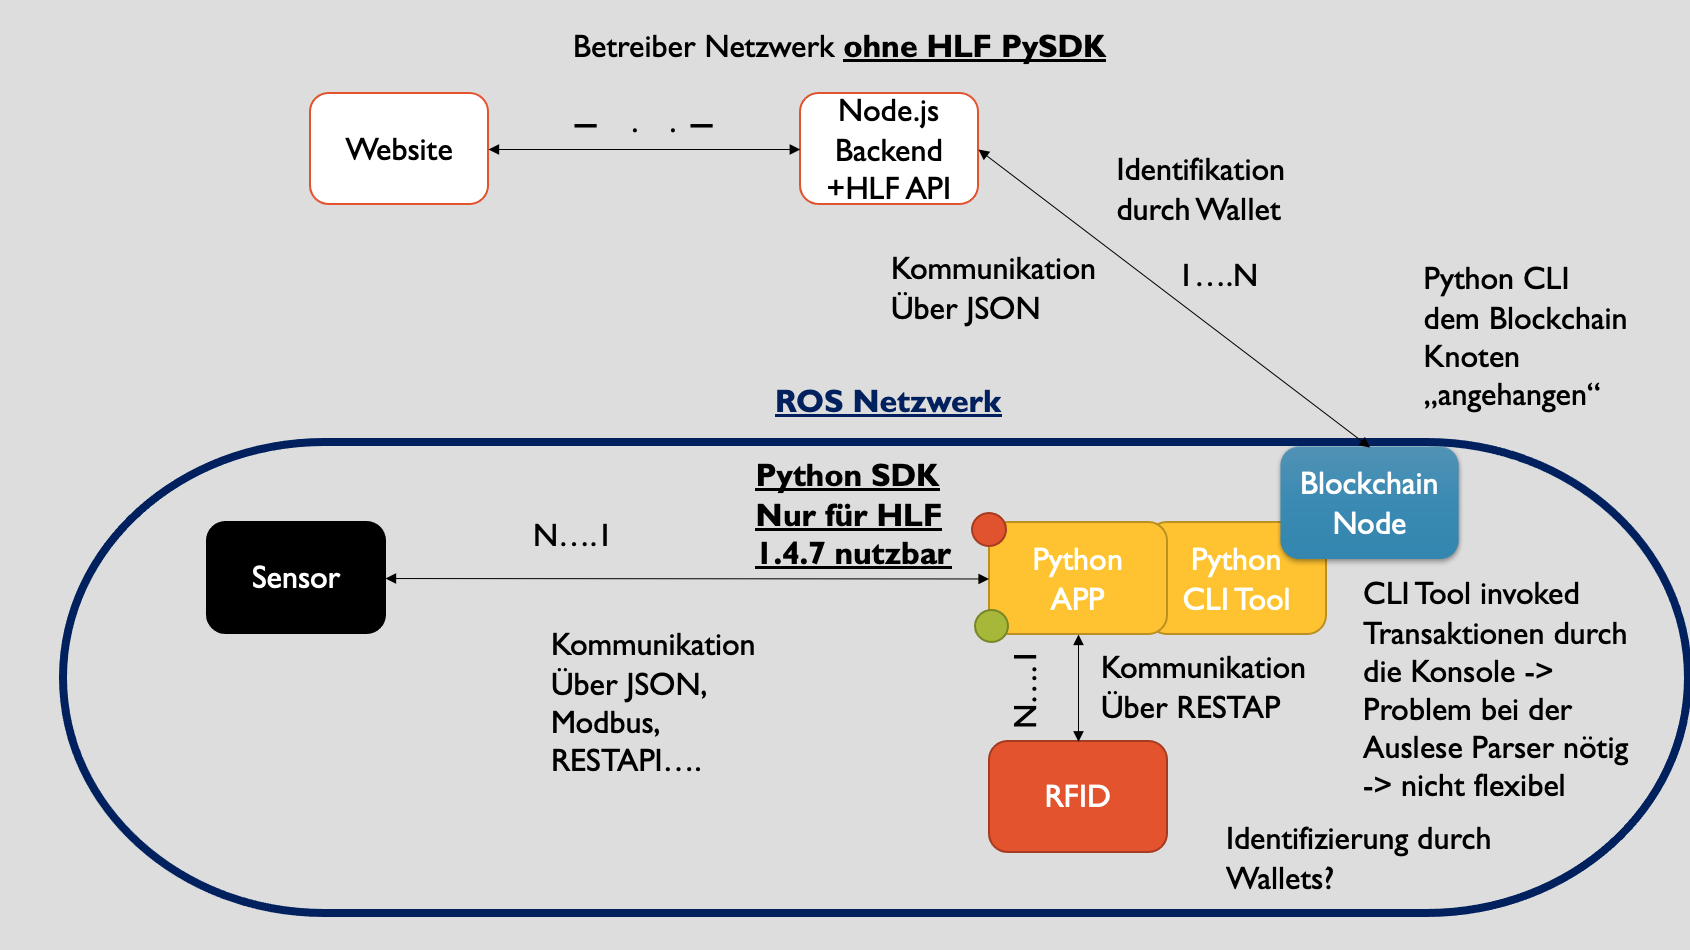 Betreiber Netzwerk ohne HLF PySDK
Website
Node.js
Backend
+HLF API
Identifikation
durch Wallet
Kommunikation
Über JSON
1….N
Python CLI
dem Blockchain
Knoten
„angehangen“
ROS Netzwerk
Python SDK
Nur für HLF
1.4.7 nutzbar
Blockchain
Node
N….1
Sensor
Python
APP
Python
CLI Tool
Kommunikation
Über JSON,
Modbus,
RESTAPI….
N….1
Kommunikation
Über RESTAP
CLI Tool invoked
Transaktionen durch
die Konsole ->
Problem bei der
Auslese Parser nötig
-> nicht flexibel
RFID
Identifizierung durch
Wallets?